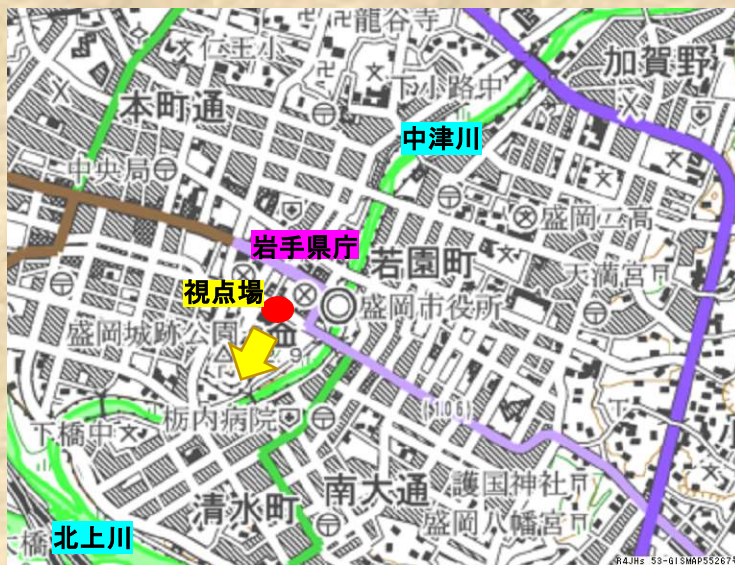 龍谷寺
仁王小
加賀野
下小路中
本町通
中津川
中央局
盛岡二高
岩手県庁
若園町
天満宮
視点場
盛岡市役所
盛岡城跡公園
(106)
栃内病院
下橋中
護国神社
南大通
清水町
盛岡八幡宮
北上川
R4JHs 53-GISMAP55267